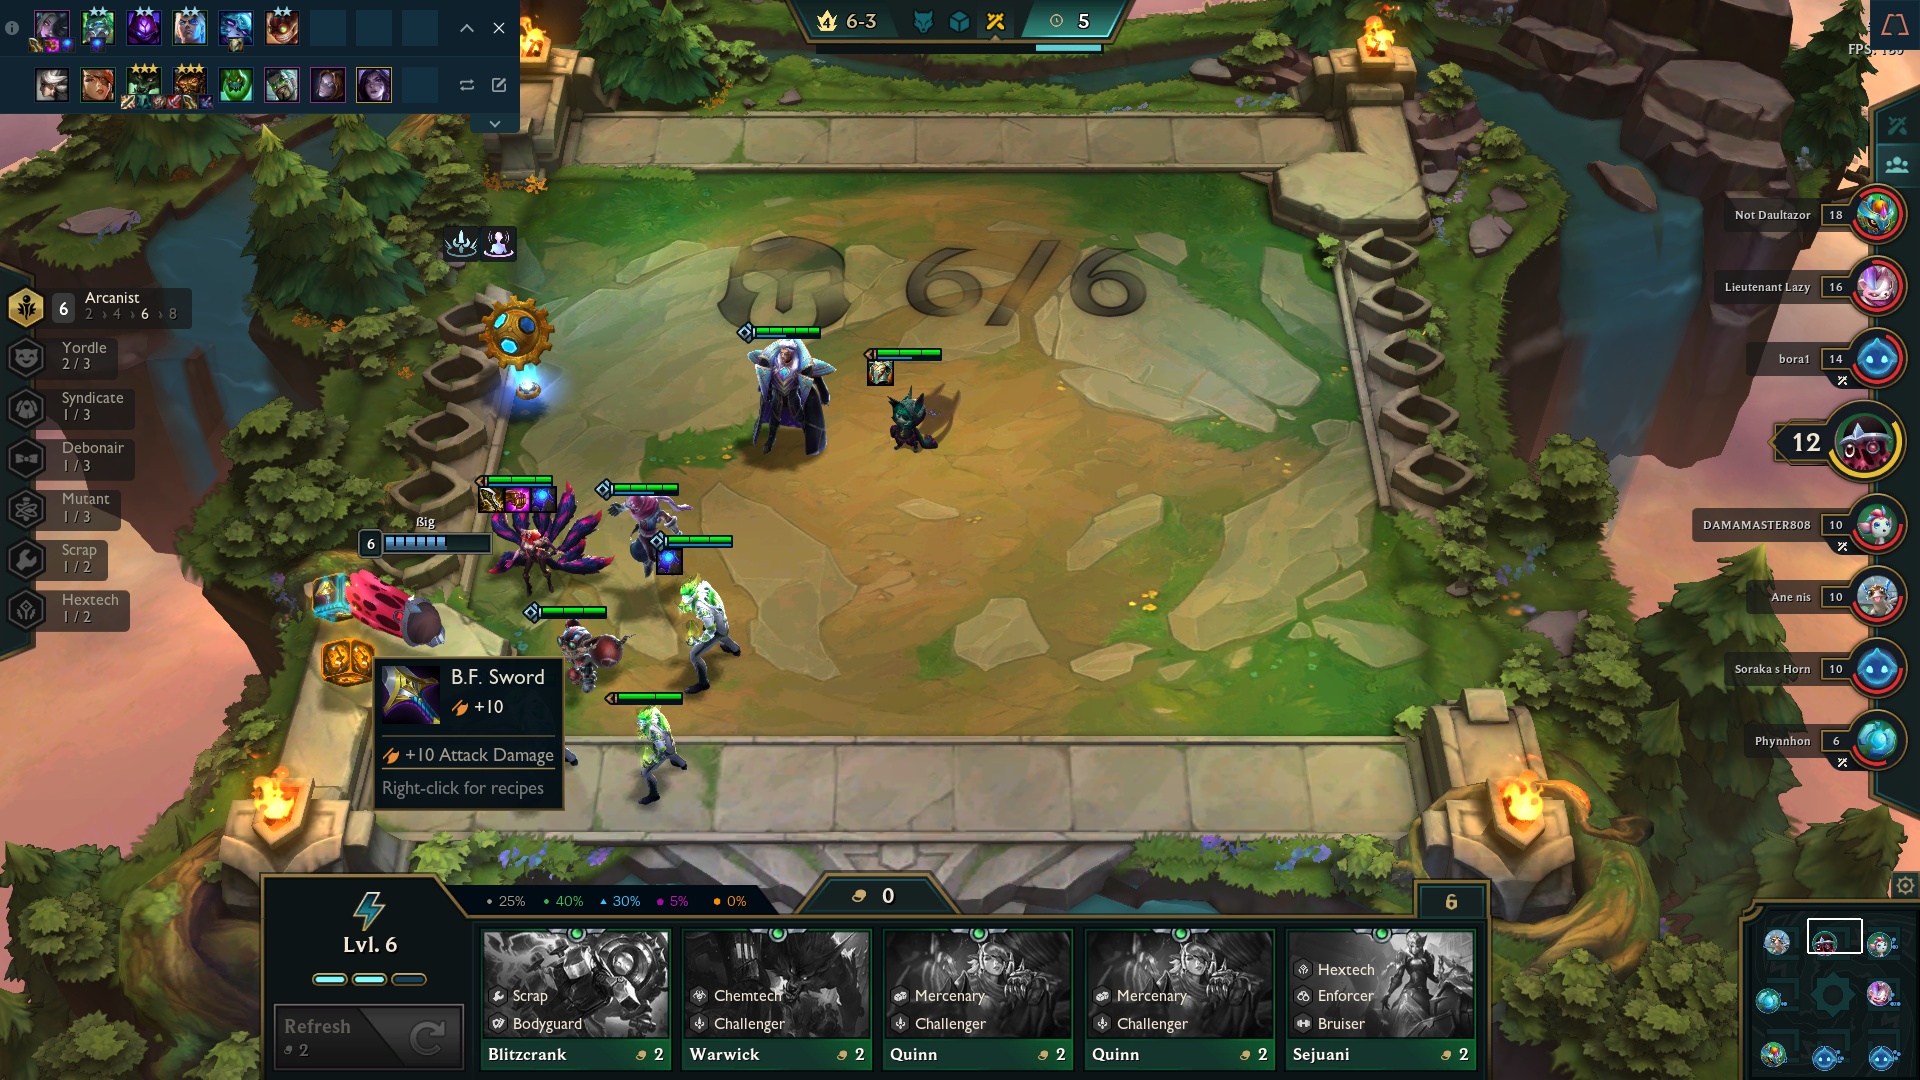 4 6-3
5
FPS: 
6/6
6 Arcanist
2 › 4 › 6 › 8
Yordle
2 / 3
Syndicate
1 / 3
Debonair
1 / 3
Mutant
1 / 3
Scrap
1 / 2
Hextech
1 / 2
Not Daultazor 18
Lieutenant Lazy 16
bora1 14
12
DAMAMASTER808 10
Ane nis 10
Soraka s Horn 10
Phynnhon 6
ßig
6
B.F. Sword
+10
+10 Attack Damage
Right-click for recipes
Lvl. 6
25% 40% 30% 5% 0%
0
6
Refresh
2
Scrap
Bodyguard
Blitzcrank 2
Chemtech
Challenger
Warwick 2
Mercenary
Challenger
Quinn 2
Mercenary
Challenger
Quinn 2
Hextech
Enforcer
Bruiser
Sejuani 2